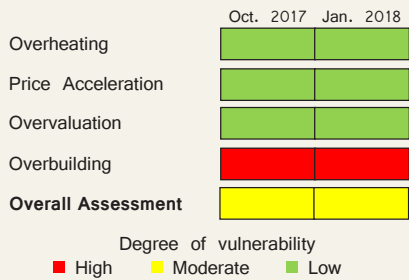 Oct. 2017 Jan. 2018
Overheating
Price Acceleration
Overvaluation
Overbuilding
Overall Assessment
Degree of vulnerability
High Moderate Low